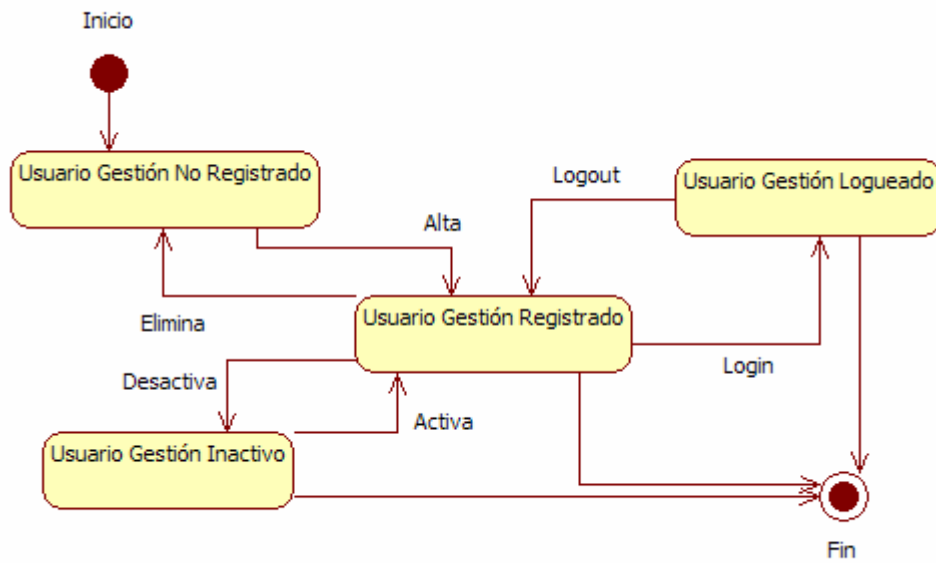 Inicio
Usuario Gestión No Registrado
Logout
Usuario Gestión Logueado
Alta
Elimina
Usuario Gestión Registrado
Login
Desactiva
Activa
Usuario Gestión Inactivo
Fin